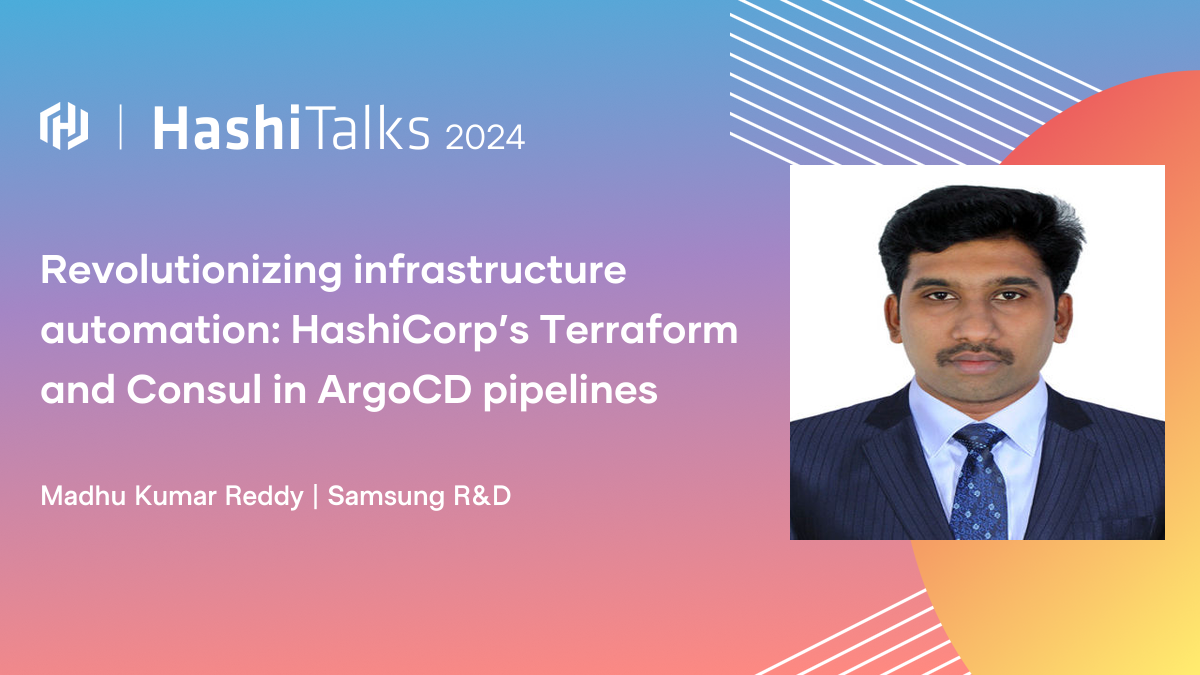 HashiTalks 2024
Revolutionizing infrastructure
automation: HashiCorp’s Terraform
and Consul in ArgoCD pipelines
Madhu Kumar Reddy | Samsung R&D